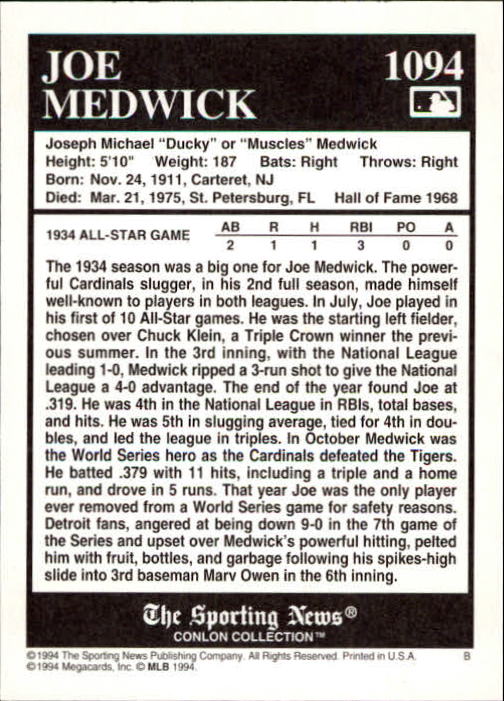 JOE
MEDWICK
1094
Joseph Michael "Ducky" or "Muscles" Medwick
Height: 5'10" Weight: 187 Bats: Right Throws: Right
Born: Nov. 24, 1911, Carteret, NJ
Died: Mar. 21, 1975, St. Petersburg, FL Hall of Fame 1968
1934 ALL-STAR GAME
AB R H RBI PO A
2 1 1 3 0 0
The 1934 season was a big one for Joe Medwick. The power-
ful Cardinals slugger, in his 2nd full season, made himself
well-known to players in both leagues. In July, Joe played in
his first of 10 All-Star games. He was the starting left fielder,
chosen over Chuck Klein, a Triple Crown winner the previ-
ous summer. In the 3rd inning, with the National League
leading 1-0, Medwick ripped a 3-run shot to give the National
League a 4-0 advantage. The end of the year found Joe at
.319. He was 4th in the National League in RBIs, total bases,
and hits. He was 5th in slugging average, tied for 4th in dou-
bles, and led the league in triples. In October Medwick was
the World Series hero as the Cardinals defeated the Tigers.
He batted .379 with 11 hits, including a triple and a home
run, and drove in 5 runs. That year Joe was the only player
ever removed from a World Series game for safety reasons.
Detroit fans, angered at being down 9-0 in the 7th game of
the Series and upset over Medwick's powerful hitting, pelted
him with fruit, bottles, and garbage following his spikes-high
slide into 3rd baseman Marv Owen in the 6th inning.
The Sporting News®
CONLON COLLECTION™
©1994 The Sporting News Publishing Company. All Rights Reserved. Printed in U.S.A. B
©1994 Megacards, Inc. © MLB 1994.